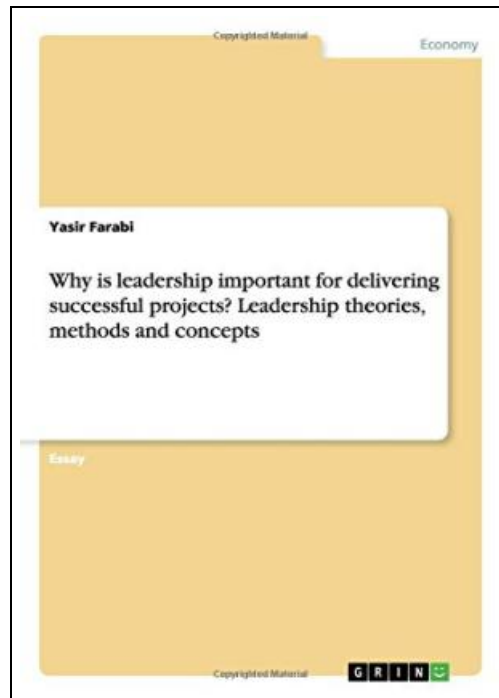 Copyrighted Material
Economy
Yasir Farabi
Why is leadership important for delivering
successful projects? Leadership theories,
methods and concepts
Essay
Copyrighted Material
GRIN